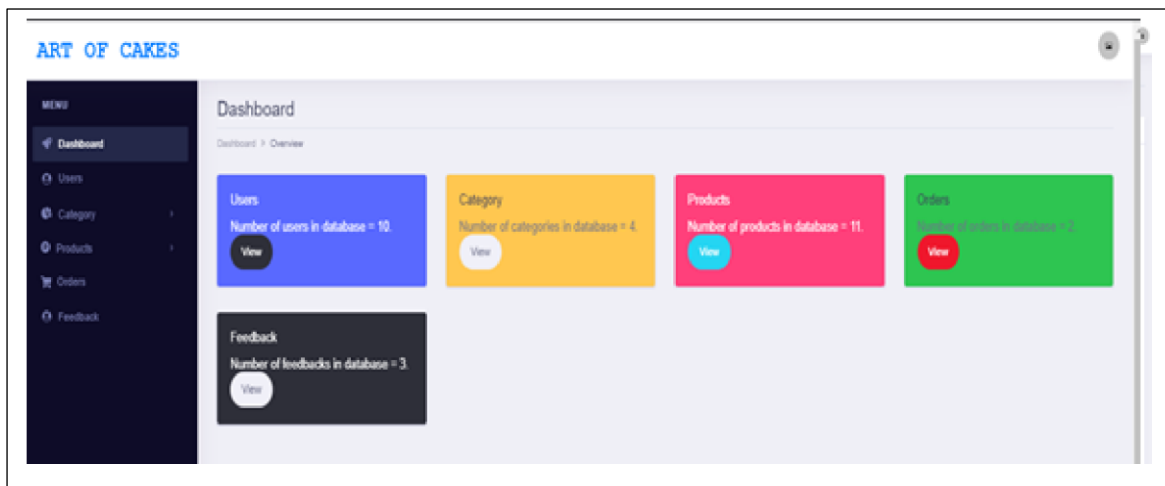 ART OF CAKES
MENU
Dashboard
Users
Category
Products
Orders
Feedback
Dashboard
Dashboard > Overview
Users
Number of users in database = 10.
View
Category
Number of categories in database = 4.
View
Products
Number of products in database = 11.
View
Orders
Number of orders in database = 2.
View
Feedback
Number of feedbacks in database = 3.
View